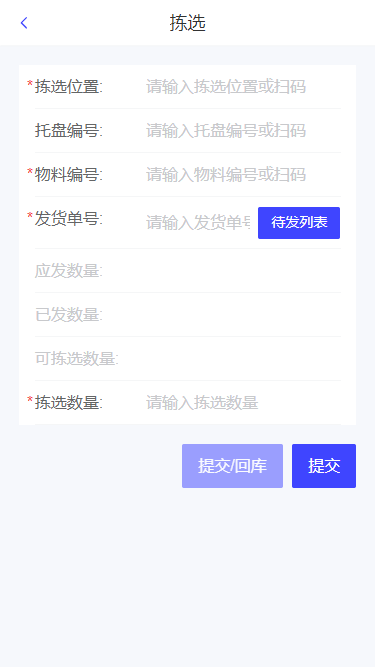 拣选
*拣选位置: 请输入拣选位置或扫码
托盘编号: 请输入托盘编号或扫码
*物料编号: 请输入物料编号或扫码
*发货单号: 请输入发货单号 待发列表
应发数量:
已发数量:
可拣选数量:
*拣选数量: 请输入拣选数量
提交/回库 提交